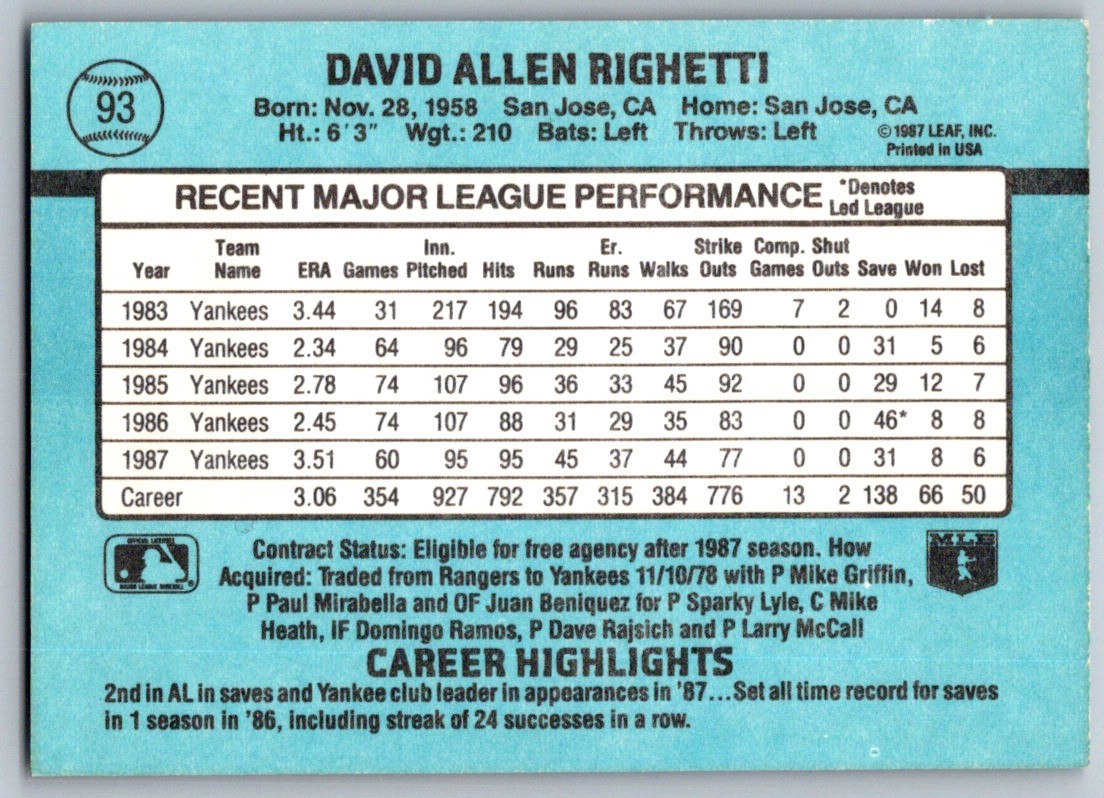 93
DAVID ALLEN RIGHETTI
Born: Nov. 28, 1958 San Jose, CA Home: San Jose, CA
Ht.: 6'3" Wgt.: 210 Bats: Left Throws: Left
©1987 LEAF, INC.
Printed in USA
RECENT MAJOR LEAGUE PERFORMANCE *Denotes Led League
Year Team Name ERA Games Inn. Pitched Hits Runs Er. Runs Walks Strike Outs Comp. Games Shut Outs Save Won Lost
1983 Yankees 3.44 31 217 194 96 83 67 169 7 2 0 14 8
1984 Yankees 2.34 64 96 79 29 25 37 90 0 0 31 5 6
1985 Yankees 2.78 74 107 96 36 33 45 92 0 0 29 12 7
1986 Yankees 2.45 74 107 88 31 29 35 83 0 0 46* 8 8
1987 Yankees 3.51 60 95 95 45 37 44 77 0 0 31 8 6
Career 3.06 354 927 792 357 315 384 776 13 2 138 66 50
OFFICIAL LICENSEE
MAJOR LEAGUE BASEBALL
MLB
Contract Status: Eligible for free agency after 1987 season. How
Acquired: Traded from Rangers to Yankees 11/10/78 with P Mike Griffin,
P Paul Mirabella and OF Juan Beniquez for P Sparky Lyle, C Mike
Heath, IF Domingo Ramos, P Dave Rajsich and P Larry McCall
CAREER HIGHLIGHTS
2nd in AL in saves and Yankee club leader in appearances in '87...Set all time record for saves
in 1 season in '86, including streak of 24 successes in a row.